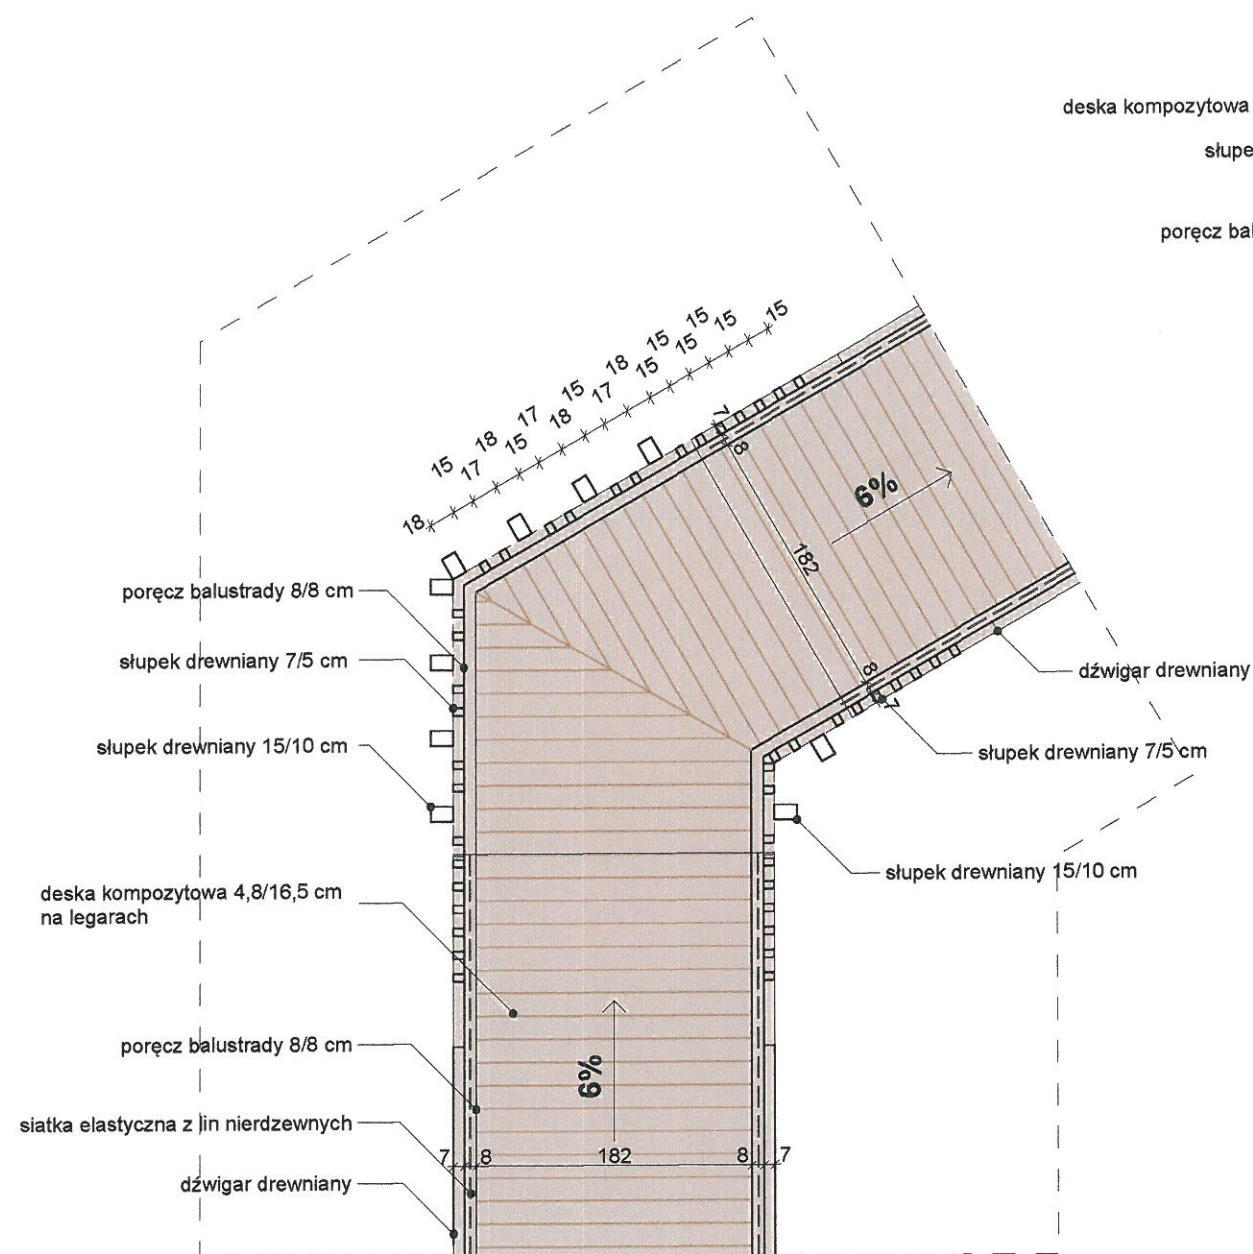 deska kompozytowa
słupe
poręcz bal
15
15
15
15
15
18
15
15
17
15
17
18
18
15
15
17
18
7
8
6%
182
poręcz balustrady 8/8 cm
słupek drewniany 7/5 cm
8
7
dźwigar drewniany
słupek drewniany 15/10 cm
słupek drewniany 7/5 cm
słupek drewniany 15/10 cm
deska kompozytowa 4,8/16,5 cm
na legarach
poręcz balustrady 8/8 cm
6%
siatka elastyczna z lin nierdzewnych
7 8 182 8 7
dźwigar drewniany